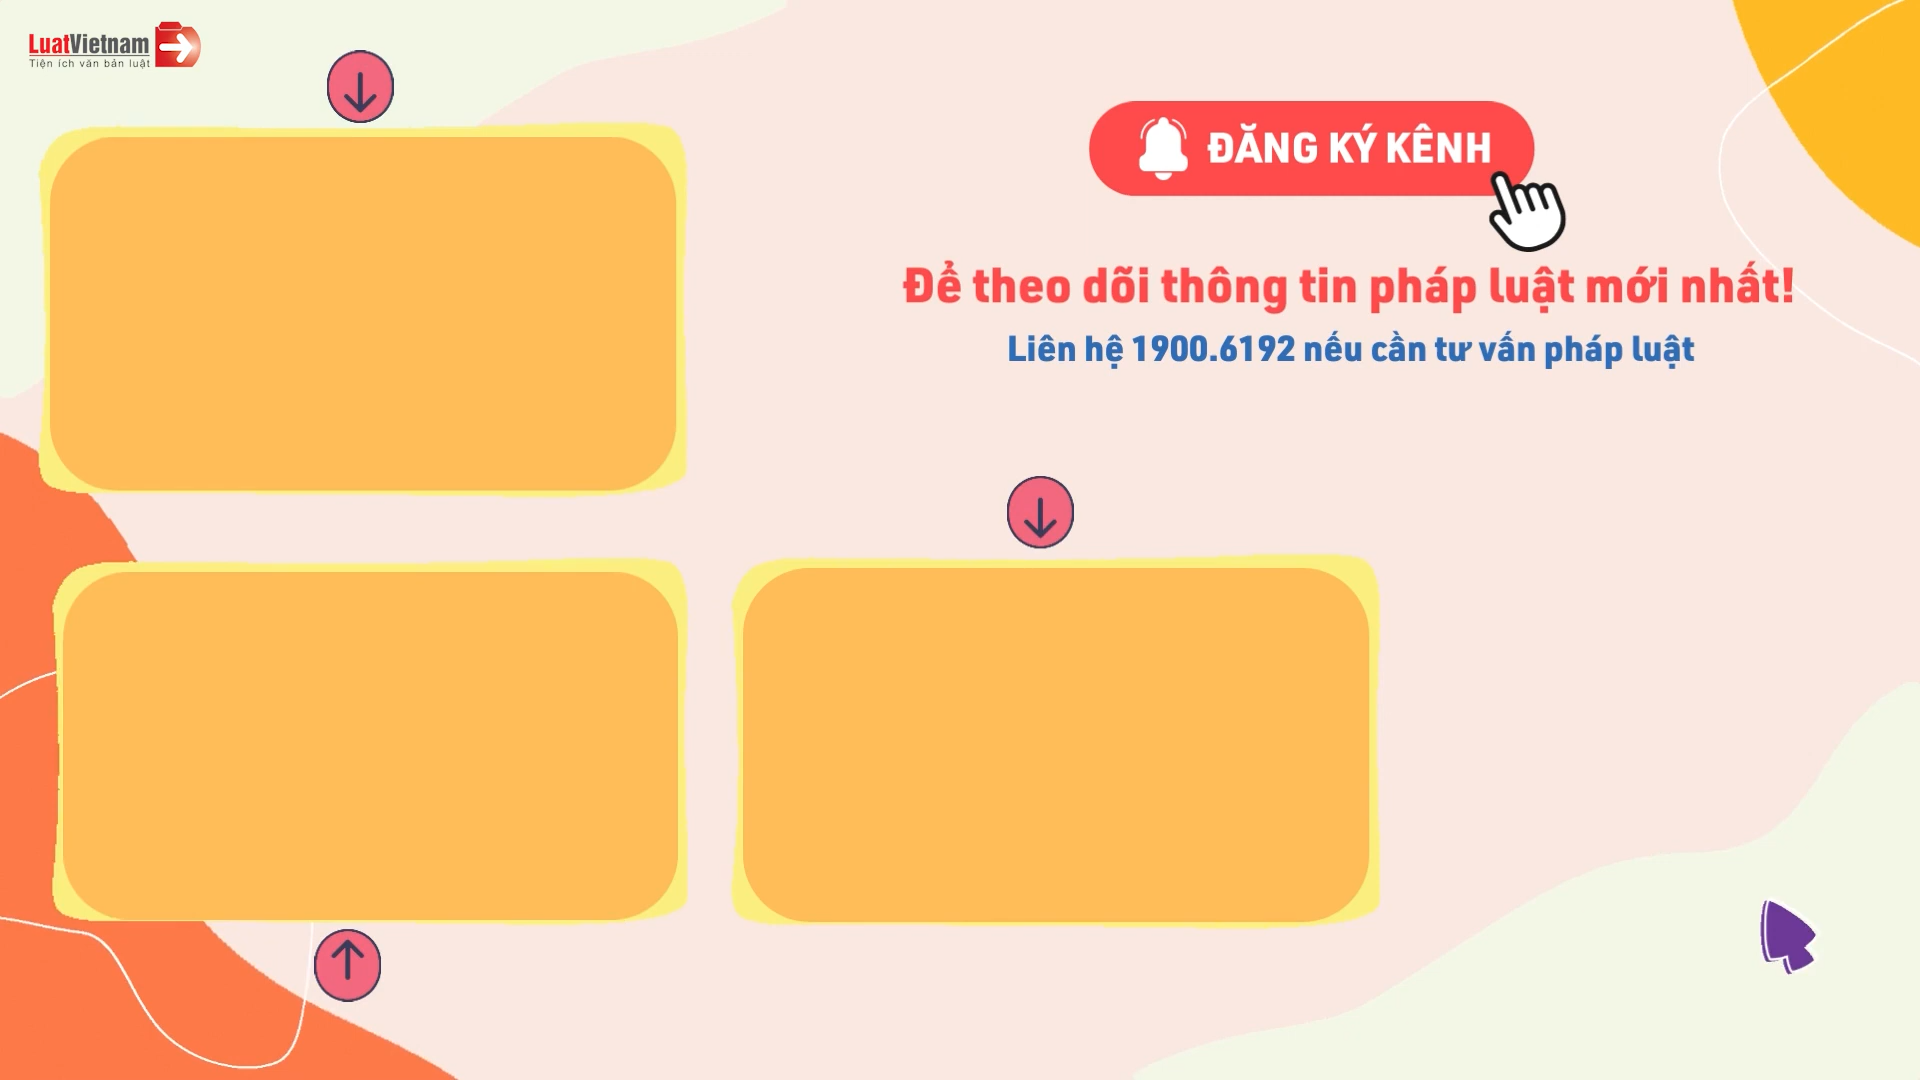 LuatVietnam
Tiện ích văn bản luật
ĐĂNG KÝ KÊNH
Để theo dõi thông tin pháp luật mới nhất!
Liên hệ 1900.6192 nếu cần tư vấn pháp luật